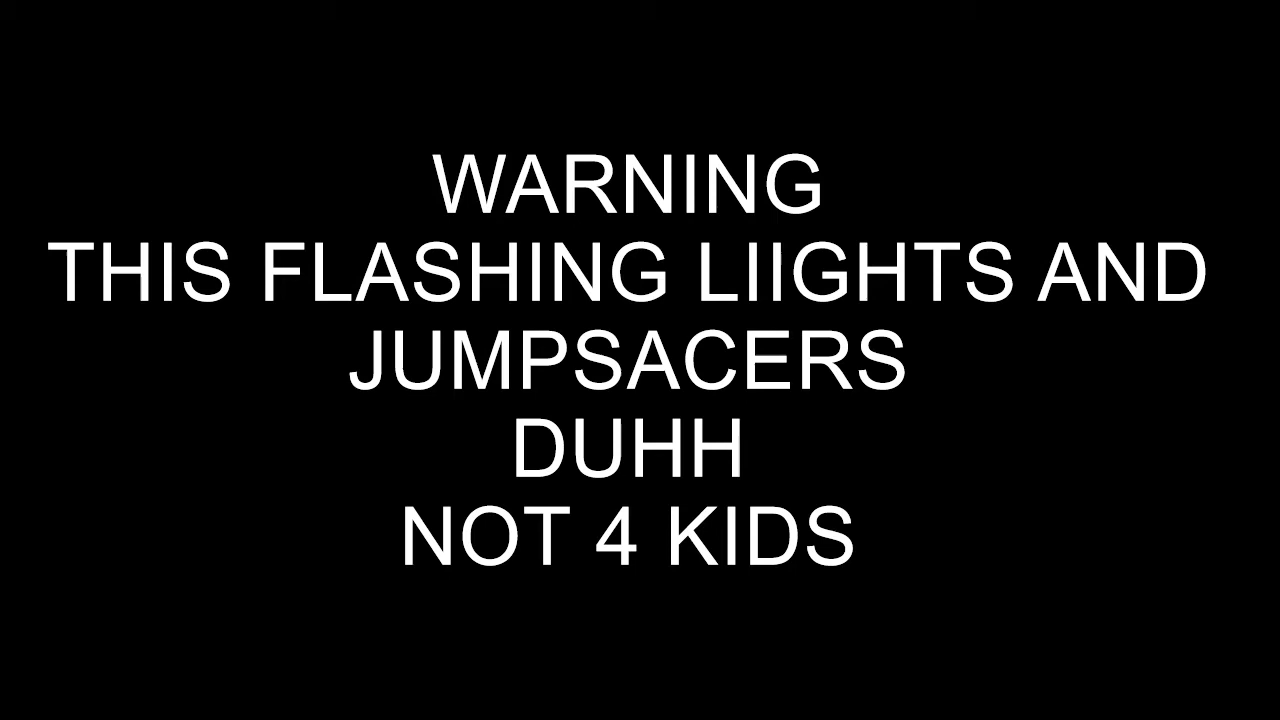 WARNING
THIS FLASHING LIIGHTS AND
JUMPSACERS
DUHH
NOT 4 KIDS